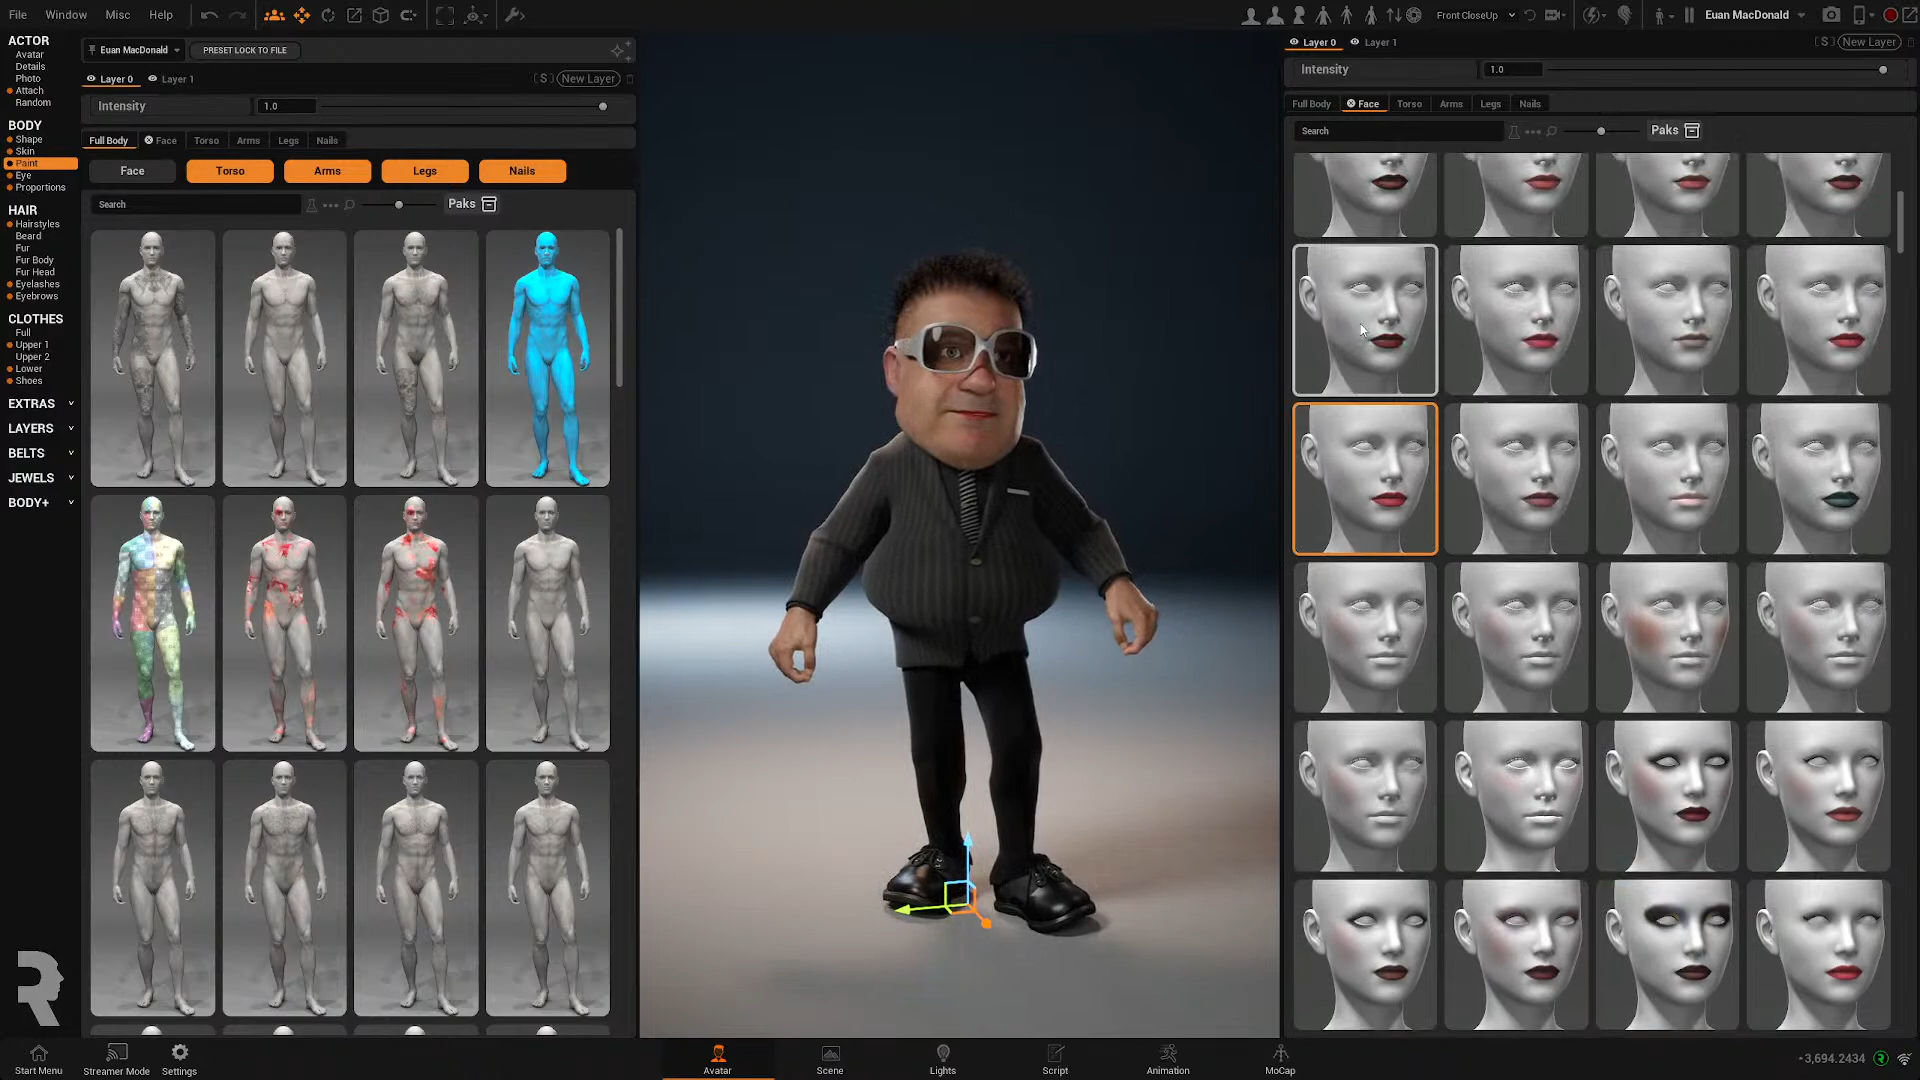 File Window Misc Help
Front CloseUp
Euan MacDonald
ACTOR
Avatar
Details
Photo
Attach
Random
BODY
Shape
Skin
Paint
Eye
Proportions
HAIR
Hairstyles
Beard
Fur
Fur Body
Fur Head
Eyelashes
Eyebrows
CLOTHES
Full
Upper 1
Upper 2
Lower
Shoes
EXTRAS
LAYERS
BELTS
JEWELS
BODY+
Euan MacDonald PRESET LOCK TO FILE
Layer 0 Layer 1 [S] New Layer
Intensity 1.0
Full Body Face Torso Arms Legs Nails
Face Torso Arms Legs Nails
Search Paks
Layer 0 Layer 1 [S] New Layer
Intensity 1.0
Full Body Face Torso Arms Legs Nails
Search Paks
Start Menu Streamer Mode Settings
Avatar Scene Lights Script Animation MoCap
-3,694.2434